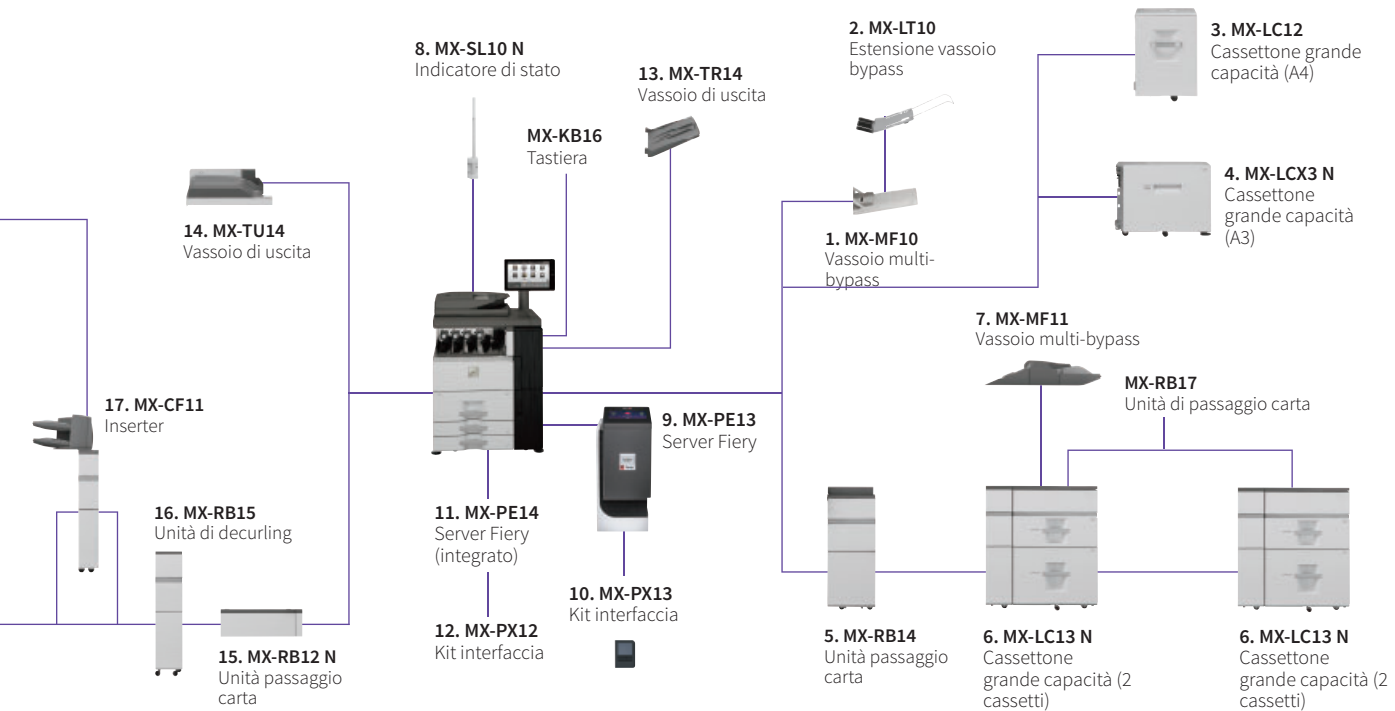 8. MX-SL10 N
Indicatore di stato
2. MX-LT10
Estensione vassoio
bypass
3. MX-LC12
Cassettone grande
capacità (A4)
13. MX-TR14
Vassoio di uscita
MX-KB16
Tastiera
4. MX-LCX3 N
Cassettone
grande capacità
(A3)
14. MX-TU14
Vassoio di uscita
1. MX-MF10
Vassoio multi-
bypass
7. MX-MF11
Vassoio multi-bypass
MX-RB17
Unità di passaggio carta
17. MX-CF11
Inserter
9. MX-PE13
Server Fiery
16. MX-RB15
Unità di decurling
11. MX-PE14
Server Fiery
(integrato)
10. MX-PX13
Kit interfaccia
12. MX-PX12
Kit interfaccia
15. MX-RB12 N
Unità passaggio
carta
5. MX-RB14
Unità passaggio
carta
6. MX-LC13 N
Cassettone
grande capacità (2
cassetti)
6. MX-LC13 N
Cassettone
grande capacità (2
cassetti)